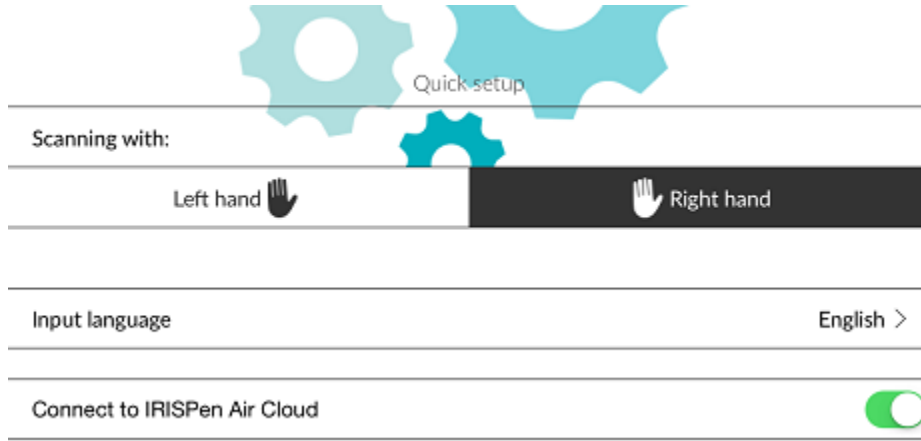 Quick setup
Scanning with:
Left hand Right hand
Input language English
Connect to IRISPen Air Cloud